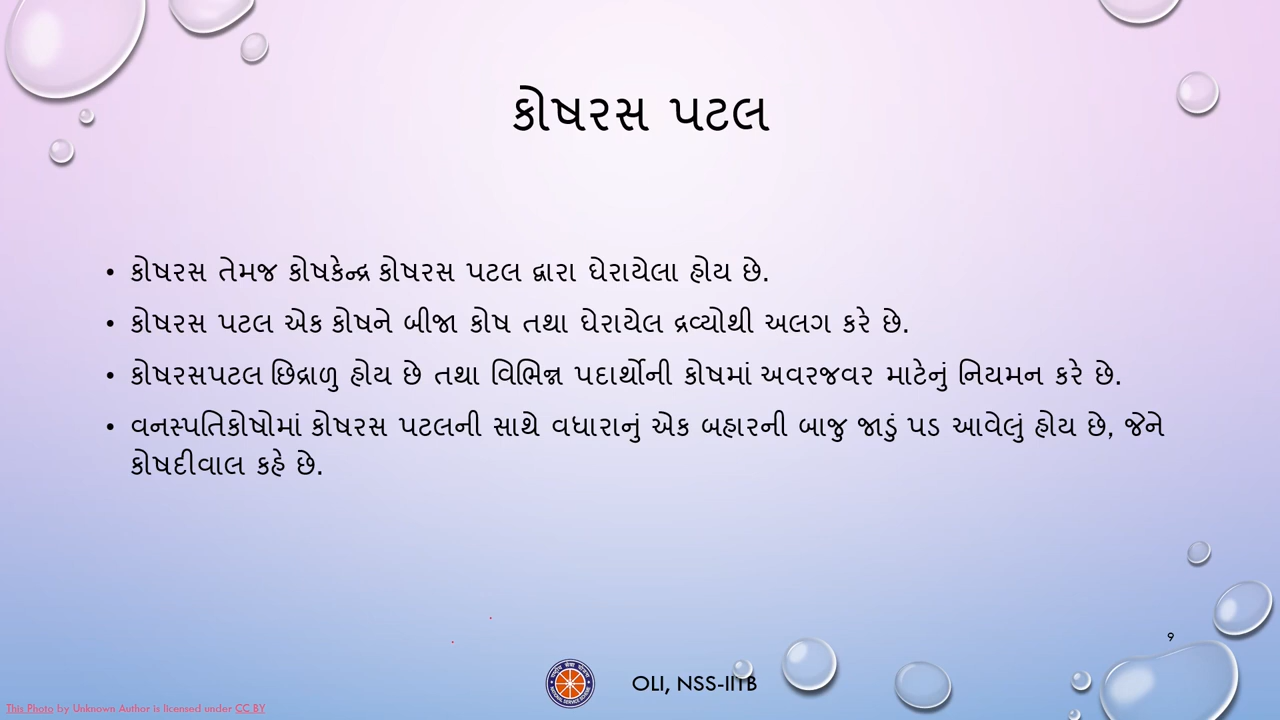 કોષરસ પટલ
• કોષરસ તેમજ કોષકેન્દ્ર કોષરસ પટલ દ્વારા ઘેરાયેલા હોય છે.
• કોષરસ પટલ એક કોષને બીજા કોષ તથા ઘેરાયેલ દ્રવ્યોથી અલગ કરે છે.
• કોષરસપટલ છિદ્રાળુ હોય છે તથા વિભિન્ન પદાર્થોની કોષમાં અવરજવર માટેનું નિયમન કરે છે.
• વનસ્પતિકોષોમાં કોષરસ પટલની સાથે વધારાનું એક બહારની બાજુ જાડું પડ આવેલું હોય છે, જેને
કોષદીવાલ કહે છે.
9
OLI, NSS-IITB
This Photo by Unknown Author is licensed under CC BY